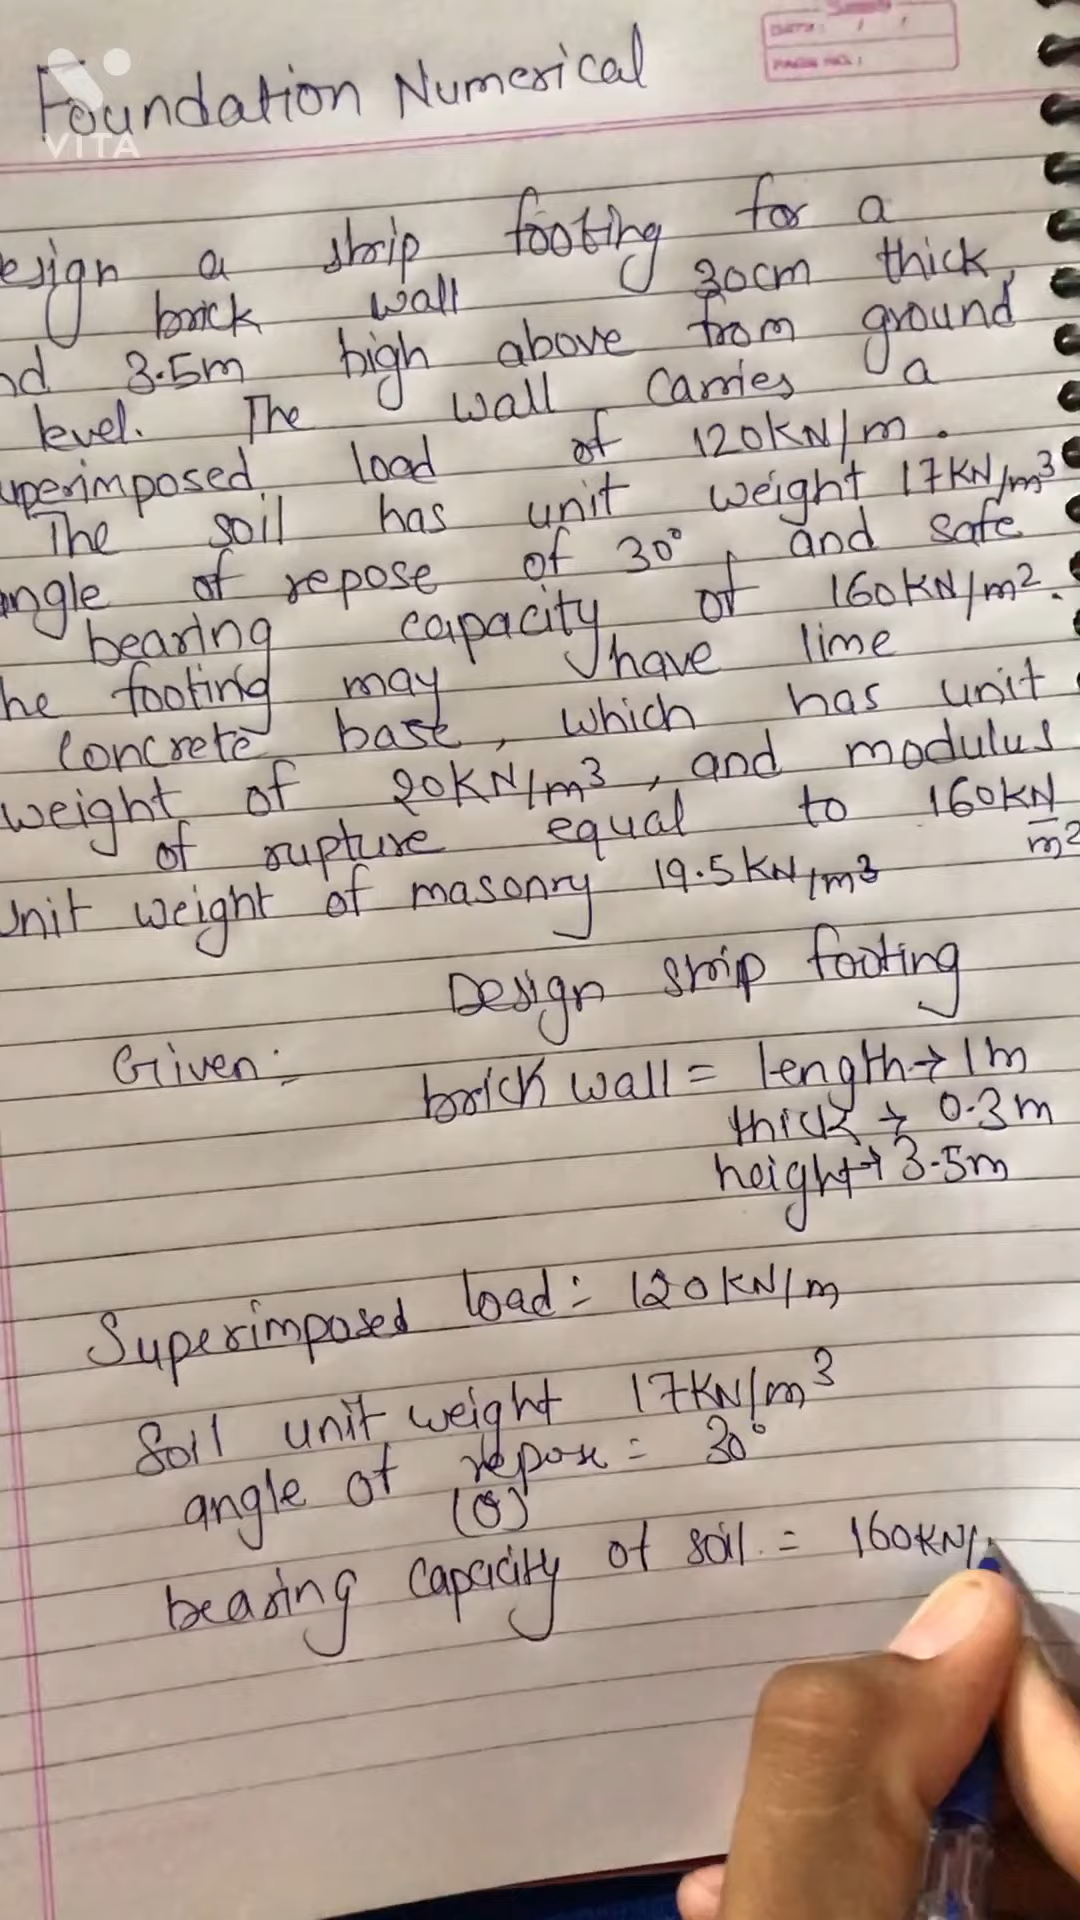 DATE: / /
PAGE NO.:
VITA
Foundation Numerical
esign a strip footing for a
brick wall 30cm thick,
nd 3.5m high above from ground
level. The wall carries a
uperimposed load of 120KN/m.
The soil has unit weight 17KN/m³
angle of repose of 30°, and safe
bearing capacity of 160KN/m².
he footing may have lime
concrete base, which has unit
weight of 20KN/m³, and modulus
of rupture equal to 160KN/m²
Unit weight of masonry 19.5KN/m³
Design strip footing
Given:- brick wall = length→1m
thick → 0.3m
height→ 3.5m
Superimposed load:- 120KN/m
Soil unit weight 17KN/m³
angle of repose = 30°
(θ)
bearing capacity of soil = 160KN/